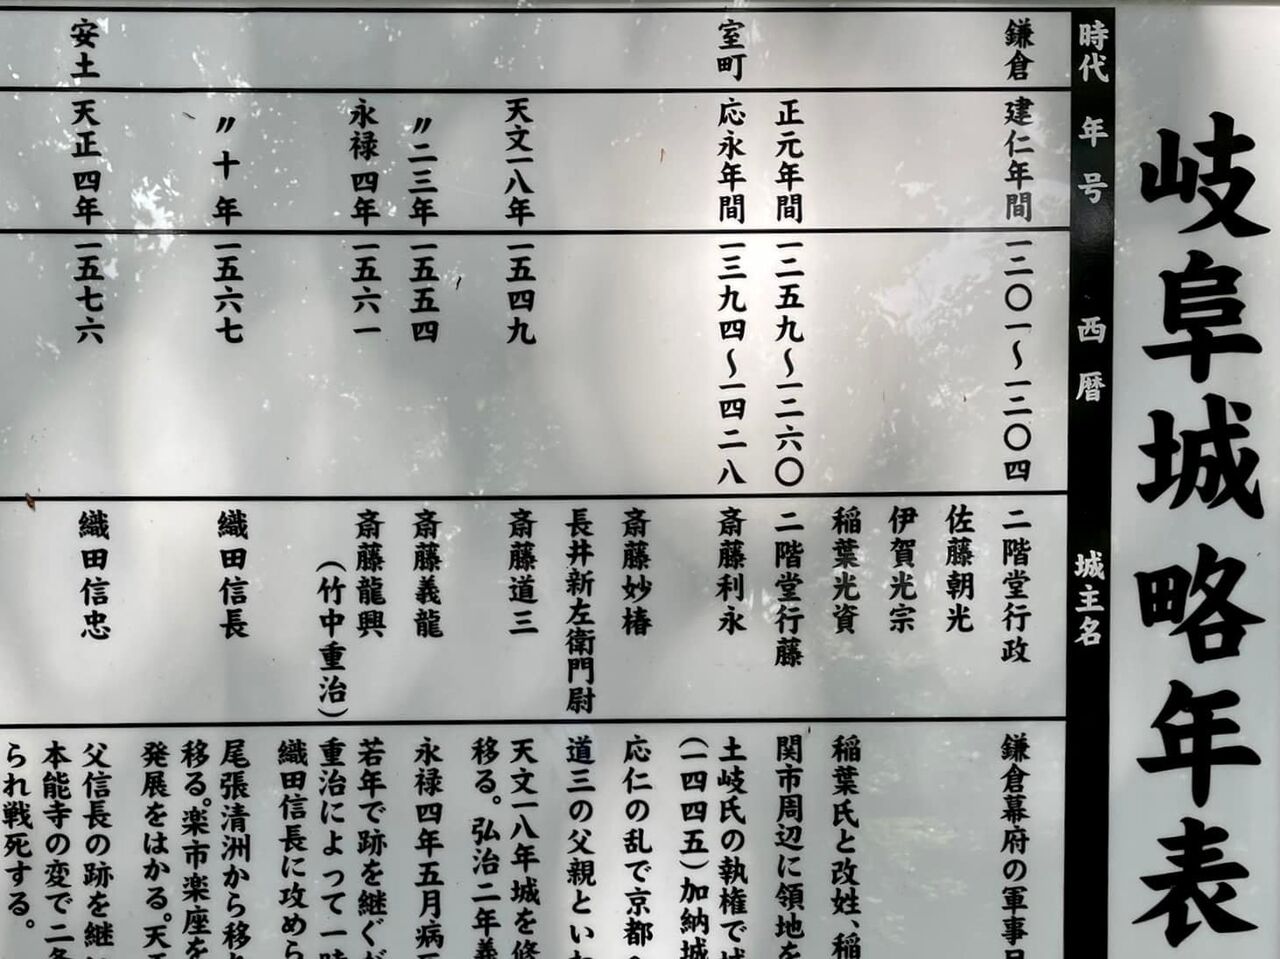 岐阜城略年表
時代 年号 西暦 城主名
鎌倉 建仁年間 一二〇一〜一二〇四 二階堂行政 鎌倉幕府の軍事
佐藤朝光
伊賀光宗
稲葉光資 稲葉氏と改姓、稲
正元年間 一二五九〜一二六〇 二階堂行藤 関市周辺に領地を
室町 応永年間 一三九四〜一四二八 斎藤利永 土岐氏の執権で
(一四四五)加納城
斎藤妙椿 応仁の乱で京都
長井新左衛門尉 道三の父親とい
天文一八年 一五四九 斎藤道三 天文一八年城を修
移る。弘治二年義
〃二三年 一五五四 斎藤義龍 永禄四年五月病
永禄四年 一五六一 斎藤龍興 若年で跡を継ぐが
(竹中重治) 重治によって一時
織田信長に攻めら
〃十年 一五六七 織田信長 尾張清洲から移
移る。楽市楽座を
発展をはかる。天
安土 天正四年 一五七六 織田信忠 父信長の跡を継
本能寺の変で二条
られ戦死する。